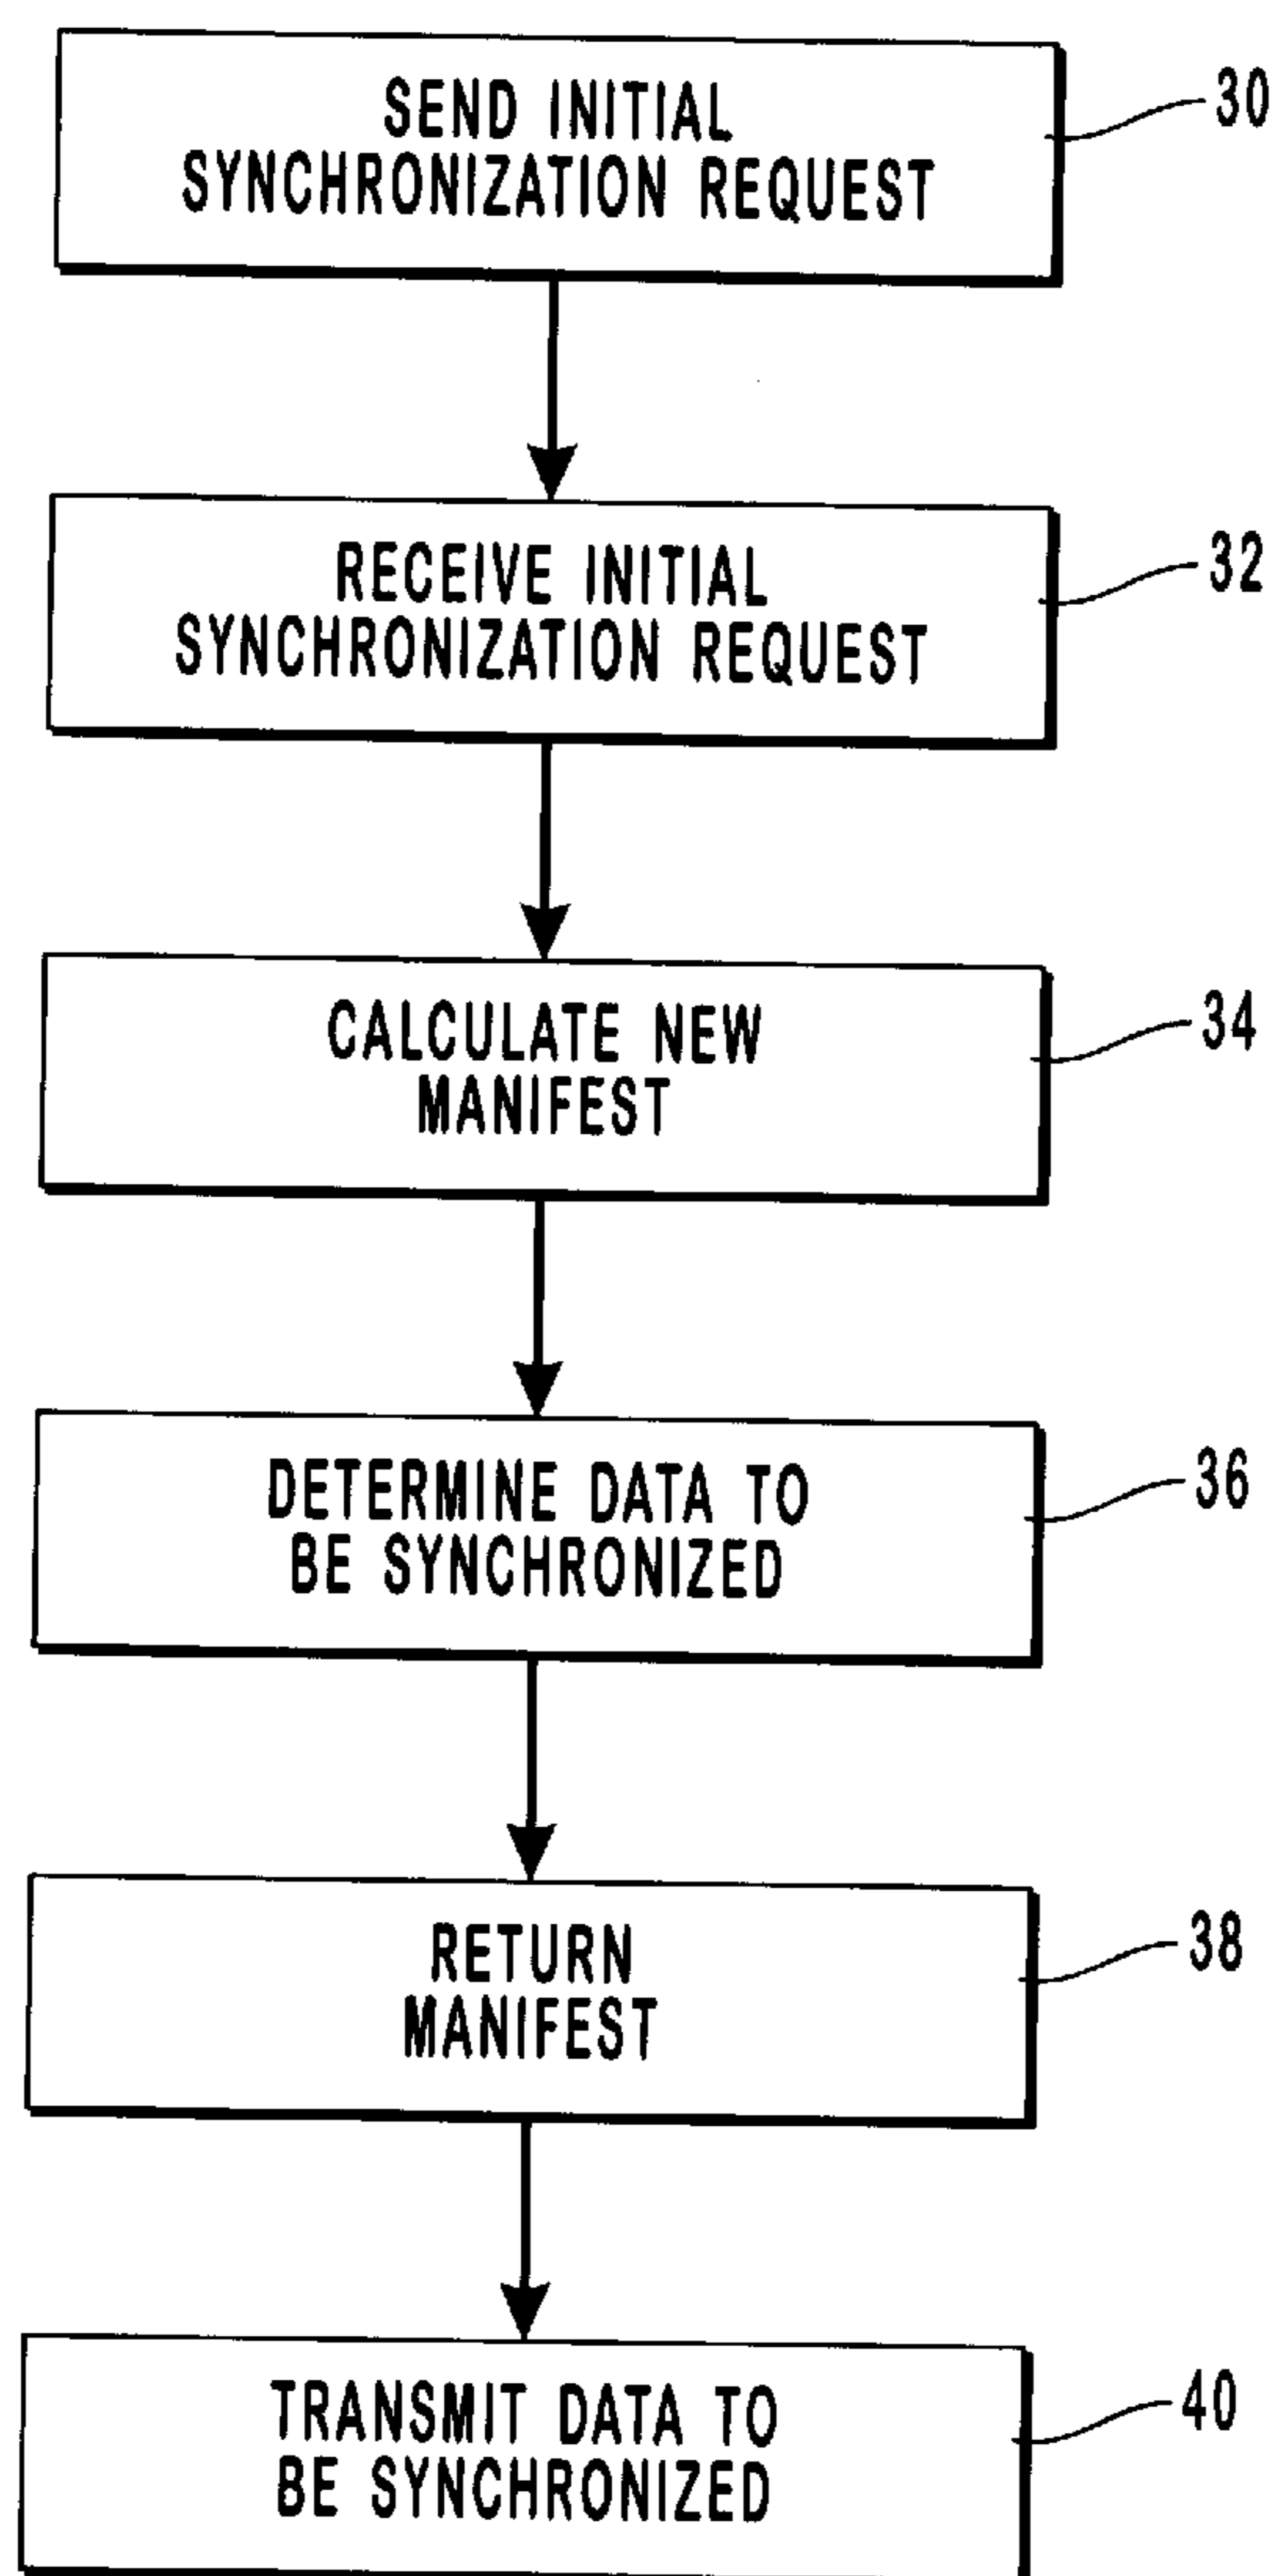 SEND INITIAL
SYNCHRONIZATION REQUEST
30
RECEIVE INITIAL
SYNCHRONIZATION REQUEST
32
CALCULATE NEW
MANIFEST
34
DETERMINE DATA TO
BE SYNCHRONIZED
36
RETURN
MANIFEST
38
TRANSMIT DATA TO
BE SYNCHRONIZED
40